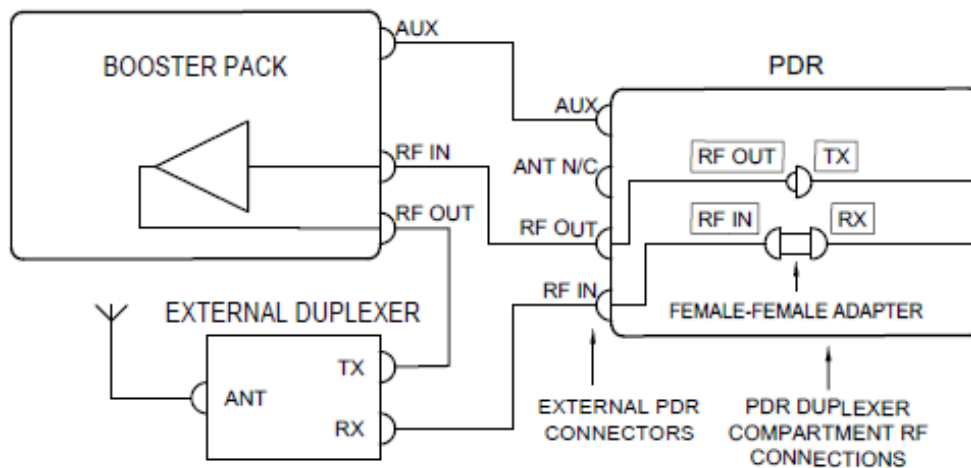 AUX
BOOSTER PACK
PDR
AUX
RF IN
ANT N/C
RF OUT
TX
RF OUT
RF OUT
RF IN
RX
RF IN
EXTERNAL DUPLEXER
FEMALE-FEMALE ADAPTER
TX
ANT
RX
EXTERNAL PDR
CONNECTORS
PDR DUPLEXER
COMPARTMENT RF
CONNECTIONS